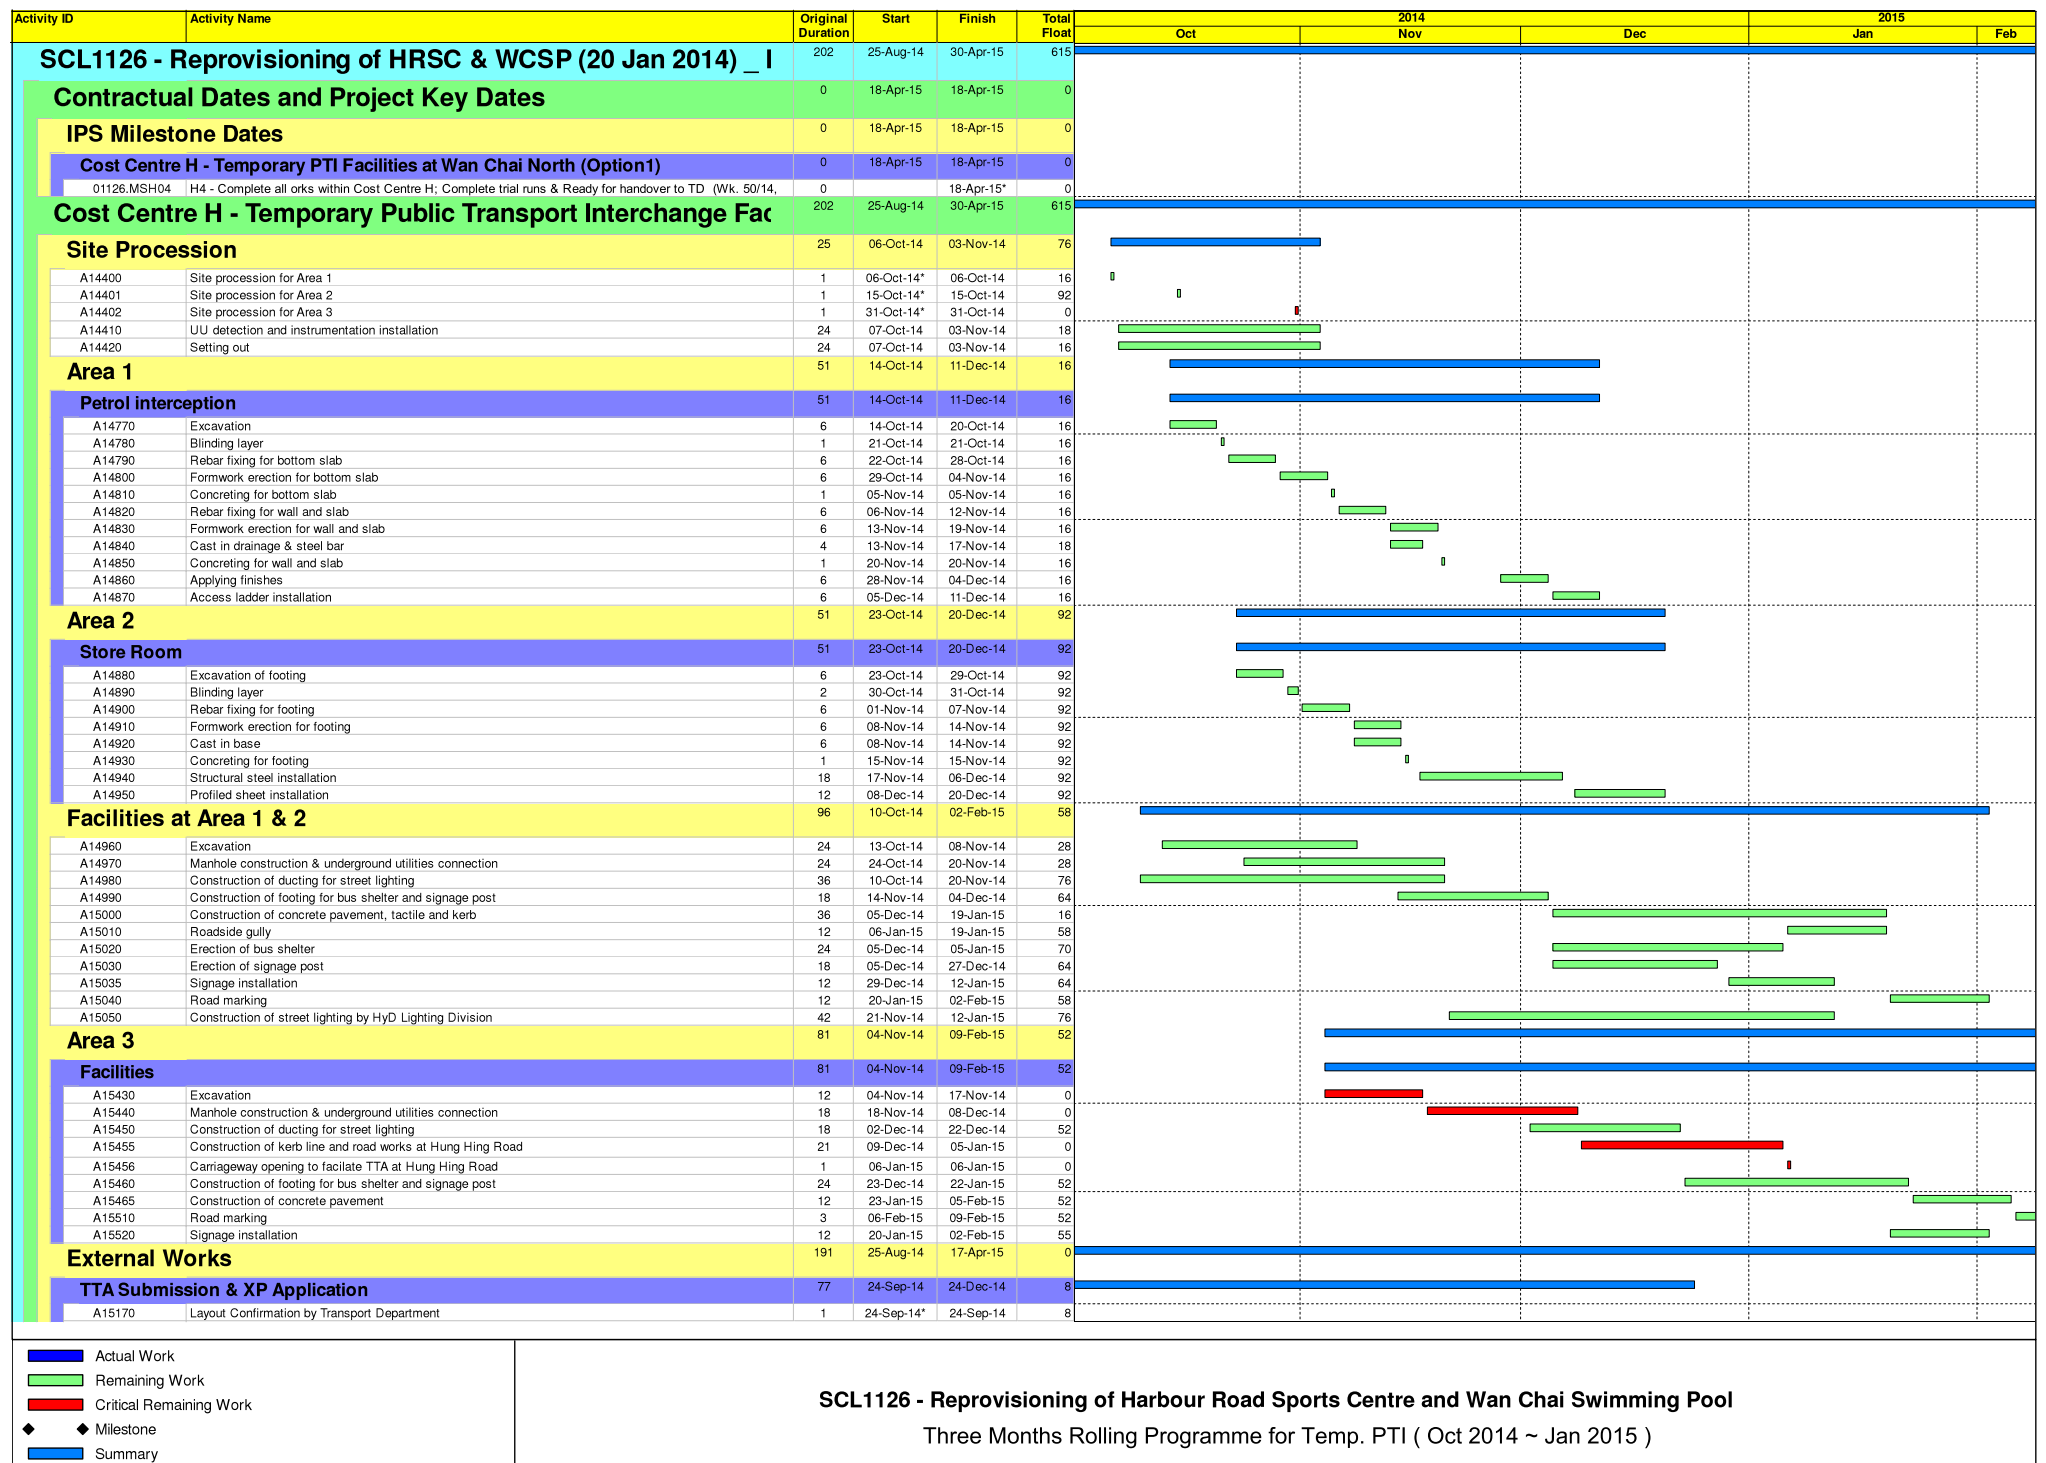 Activity ID Activity Name Original Duration Start Finish Total Float 2014 2015
Oct Nov Dec Jan Feb
SCL1126 - Reprovisioning of HRSC & WCSP (20 Jan 2014) _ I 202 25-Aug-14 30-Apr-15 615
Contractual Dates and Project Key Dates 0 18-Apr-15 18-Apr-15 0
IPS Milestone Dates 0 18-Apr-15 18-Apr-15 0
Cost Centre H - Temporary PTI Facilities at Wan Chai North (Option1) 0 18-Apr-15 18-Apr-15 0
01126.MSH04 H4 - Complete all orks within Cost Centre H; Complete trial runs & Ready for handover to TD (Wk. 50/14, 0 18-Apr-15* 0
Cost Centre H - Temporary Public Transport Interchange Fac 202 25-Aug-14 30-Apr-15 615
Site Procession 25 06-Oct-14 03-Nov-14 76
A14400 Site procession for Area 1 1 06-Oct-14* 06-Oct-14 16
A14401 Site procession for Area 2 1 15-Oct-14* 15-Oct-14 92
A14402 Site procession for Area 3 1 31-Oct-14* 31-Oct-14 0
A14410 UU detection and instrumentation installation 24 07-Oct-14 03-Nov-14 18
A14420 Setting out 24 07-Oct-14 03-Nov-14 16
Area 1 51 14-Oct-14 11-Dec-14 16
Petrol interception 51 14-Oct-14 11-Dec-14 16
A14770 Excavation 6 14-Oct-14 20-Oct-14 16
A14780 Blinding layer 1 21-Oct-14 21-Oct-14 16
A14790 Rebar fixing for bottom slab 6 22-Oct-14 28-Oct-14 16
A14800 Formwork erection for bottom slab 6 29-Oct-14 04-Nov-14 16
A14810 Concreting for bottom slab 1 05-Nov-14 05-Nov-14 16
A14820 Rebar fixing for wall and slab 6 06-Nov-14 12-Nov-14 16
A14830 Formwork erection for wall and slab 6 13-Nov-14 19-Nov-14 16
A14840 Cast in drainage & steel bar 4 13-Nov-14 17-Nov-14 18
A14850 Concreting for wall and slab 1 20-Nov-14 20-Nov-14 16
A14860 Applying finishes 6 28-Nov-14 04-Dec-14 16
A14870 Access ladder installation 6 05-Dec-14 11-Dec-14 16
Area 2 51 23-Oct-14 20-Dec-14 92
Store Room 51 23-Oct-14 20-Dec-14 92
A14880 Excavation of footing 6 23-Oct-14 29-Oct-14 92
A14890 Blinding layer 2 30-Oct-14 31-Oct-14 92
A14900 Rebar fixing for footing 6 01-Nov-14 07-Nov-14 92
A14910 Formwork erection for footing 6 08-Nov-14 14-Nov-14 92
A14920 Cast in base 6 08-Nov-14 14-Nov-14 92
A14930 Concreting for footing 1 15-Nov-14 15-Nov-14 92
A14940 Structural steel installation 18 17-Nov-14 06-Dec-14 92
A14950 Profiled sheet installation 12 08-Dec-14 20-Dec-14 92
Facilities at Area 1 & 2 96 10-Oct-14 02-Feb-15 58
A14960 Excavation 24 13-Oct-14 08-Nov-14 28
A14970 Manhole construction & underground utilities connection 24 24-Oct-14 20-Nov-14 28
A14980 Construction of ducting for street lighting 36 10-Oct-14 20-Nov-14 76
A14990 Construction of footing for bus shelter and signage post 18 14-Nov-14 04-Dec-14 64
A15000 Construction of concrete pavement, tactile and kerb 36 05-Dec-14 19-Jan-15 16
A15010 Roadside gully 12 06-Jan-15 19-Jan-15 58
A15020 Erection of bus shelter 24 05-Dec-14 05-Jan-15 70
A15030 Erection of signage post 18 05-Dec-14 27-Dec-14 64
A15035 Signage installation 12 29-Dec-14 12-Jan-15 64
A15040 Road marking 12 20-Jan-15 02-Feb-15 58
A15050 Construction of street lighting by HyD Lighting Division 42 21-Nov-14 12-Jan-15 76
Area 3 81 04-Nov-14 09-Feb-15 52
Facilities 81 04-Nov-14 09-Feb-15 52
A15430 Excavation 12 04-Nov-14 17-Nov-14 0
A15440 Manhole construction & underground utilities connection 18 18-Nov-14 08-Dec-14 0
A15450 Construction of ducting for street lighting 18 02-Dec-14 22-Dec-14 52
A15455 Construction of kerb line and road works at Hung Hing Road 21 09-Dec-14 05-Jan-15 0
A15456 Carriageway opening to facilate TTA at Hung Hing Road 1 06-Jan-15 06-Jan-15 0
A15460 Construction of footing for bus shelter and signage post 24 23-Dec-14 22-Jan-15 52
A15465 Construction of concrete pavement 12 23-Jan-15 05-Feb-15 52
A15510 Road marking 3 06-Feb-15 09-Feb-15 52
A15520 Signage installation 12 20-Jan-15 02-Feb-15 55
External Works 191 25-Aug-14 17-Apr-15 0
TTA Submission & XP Application 77 24-Sep-14 24-Dec-14 8
A15170 Layout Confirmation by Transport Department 1 24-Sep-14* 24-Sep-14 8
Actual Work
Remaining Work
Critical Remaining Work
Milestone
Summary
SCL1126 - Reprovisioning of Harbour Road Sports Centre and Wan Chai Swimming Pool
Three Months Rolling Programme for Temp. PTI ( Oct 2014 ~ Jan 2015 )